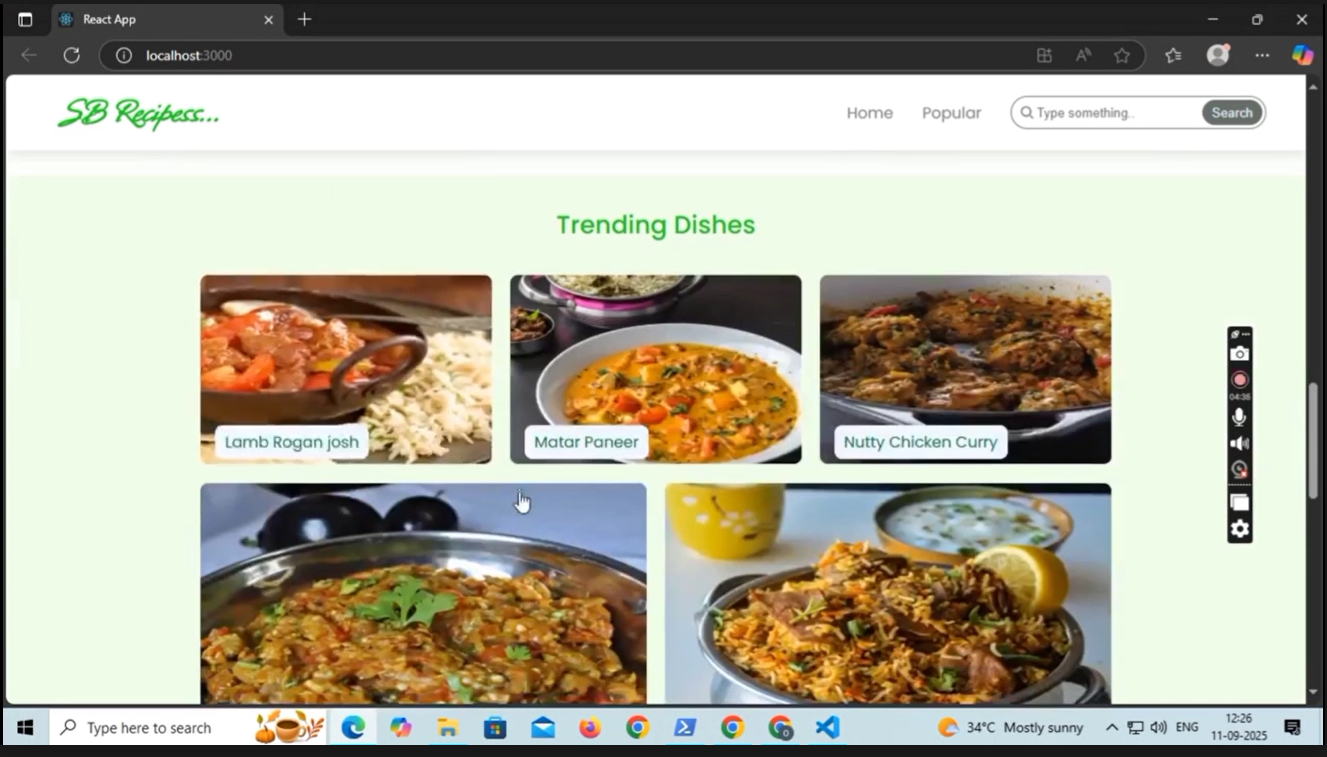 React App
localhost:3000
SB Recipess...
Home
Popular
Type something..
Search
Trending Dishes
Lamb Rogan josh
Matar Paneer
Nutty Chicken Curry
04:35
Type here to search
34°C Mostly sunny
ENG
12:26
11-09-2025